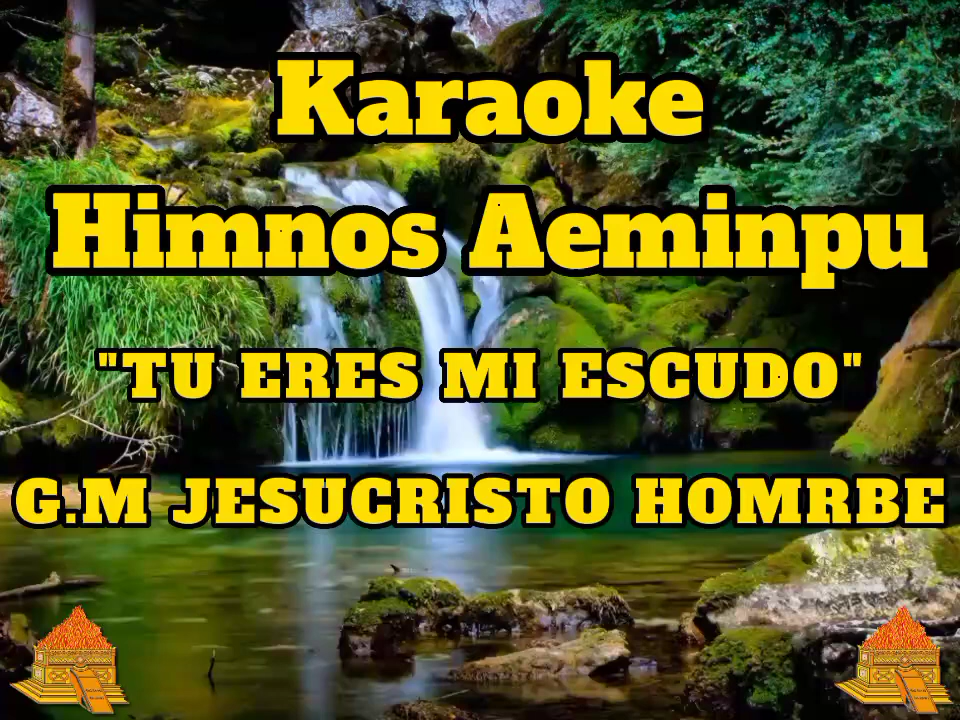 Karaoke
Himnos Aeminpu
"TU ERES MI ESCUDO"
G.M JESUCRISTO HOMRBE